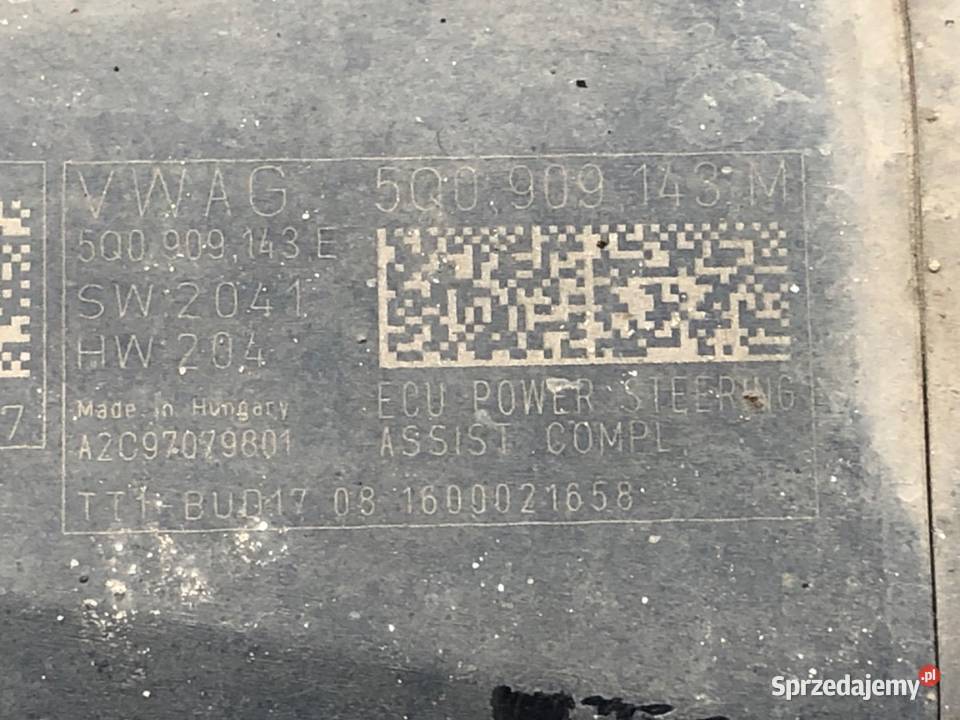 VWAG 5Q0.909.143.M
5Q0.909.143.E
SW:2041
HW:204
Made in Hungary
A2C97079801
ECU POWER STEERING
ASSIST COMPL.
TT1-BUD17 08 1600021658
7
Sprzedajemy.pl